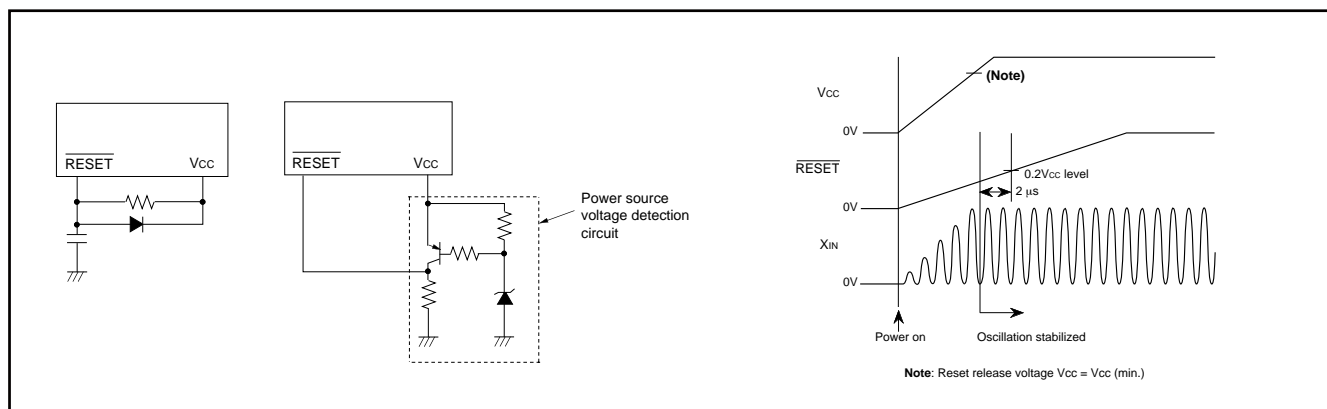 RESET
VCC
RESET
VCC
Power source
voltage detection
circuit
VCC
(Note)
0V
RESET
0.2VCC level
2 μs
0V
XIN
0V
Power on
Oscillation stabilized
Note: Reset release voltage VCC = VCC (min.)